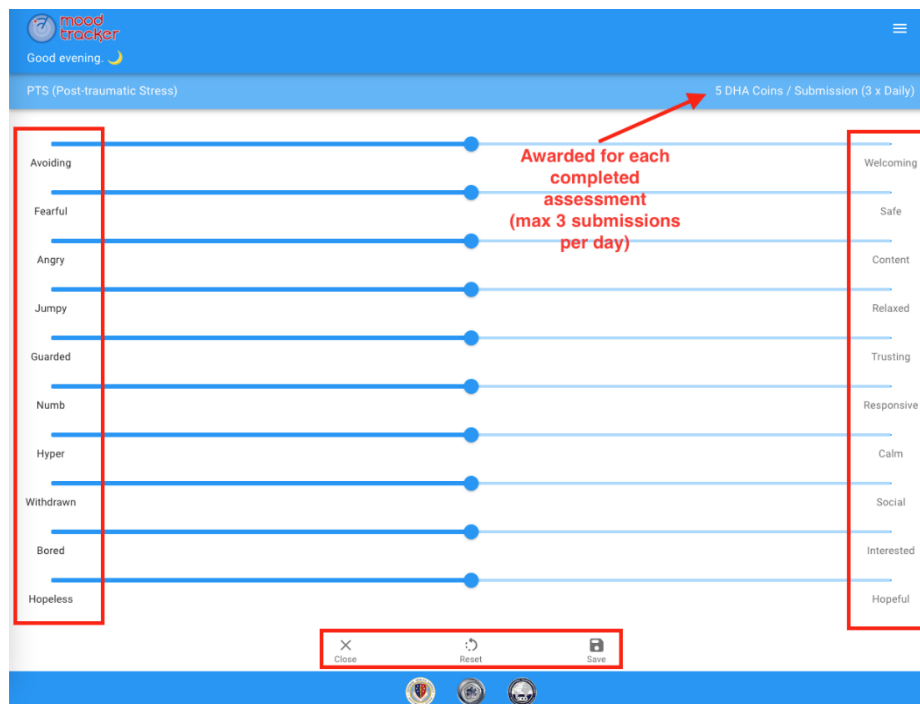 mood
tracker
Good evening.
PTS (Post-traumatic Stress)
5 DHA Coins / Submission (3 x Daily)
Awarded for each
completed
assessment
(max 3 submissions
per day)
Avoiding
Welcoming
Fearful
Safe
Angry
Content
Jumpy
Relaxed
Guarded
Trusting
Numb
Responsive
Hyper
Calm
Withdrawn
Social
Bored
Interested
Hopeless
Hopeful
Close
Reset
Save